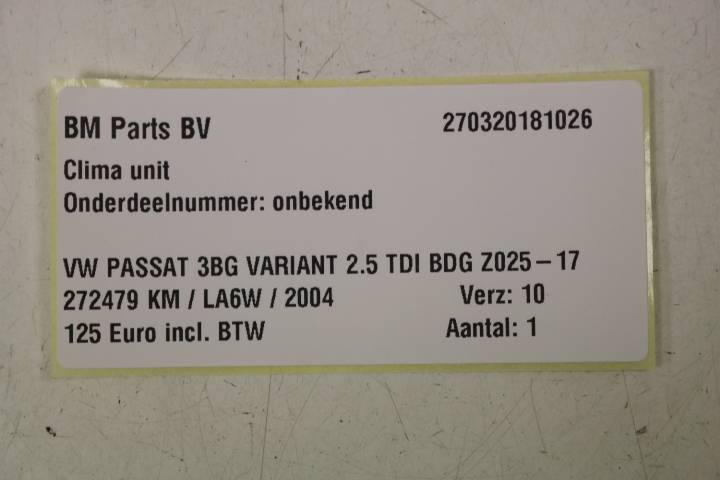 BM Parts BV 270320181026
Clima unit
Onderdeelnummer: onbekend
VW PASSAT 3BG VARIANT 2.5 TDI BDG Z025-17
272479 KM / LA6W / 2004 Verz: 10
125 Euro incl. BTW Aantal: 1